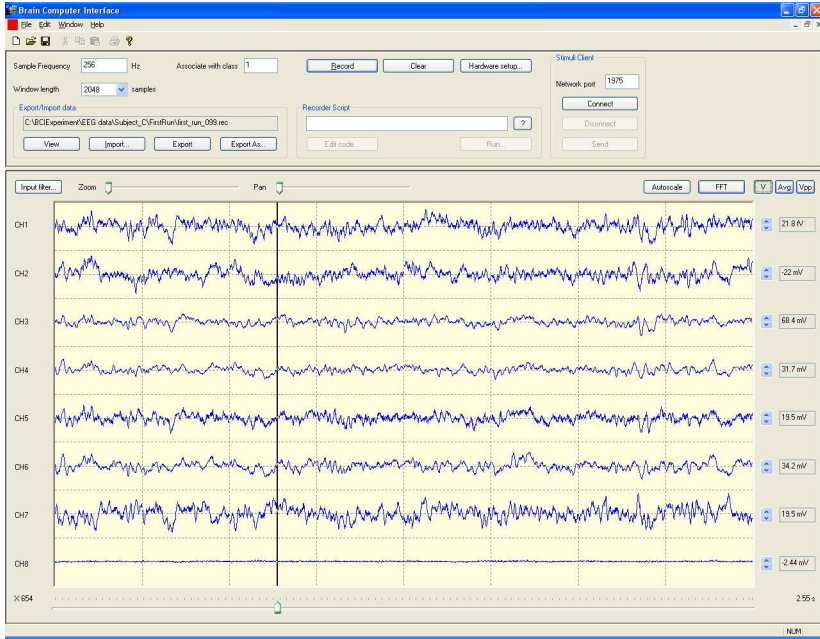 Brain Computer Interface
File Edit Window Help
Sample Frequency 256 Hz Associate with class 1 Record Clear Hardware setup...
Window length 2048 samples
Stimuli Client
Network port 1975
Connect
Disconnect
Send
Export/Import data
C:\BCIExperiment\EEG data\Subject_C\FirstRun\first_run_099.rec
View Import... Export Export As...
Recorder Script
?
Edit code... Run...
Input filter... Zoom Pan Autoscale FFT V Avg Vpp
CH1 21.8 fV
CH2 -22 mV
CH3 68.4 mV
CH4 31.7 mV
CH5 19.5 mV
CH6 34.2 mV
CH7 19.5 mV
CH8 -2.44 mV
X 654 2.55 s
NUM